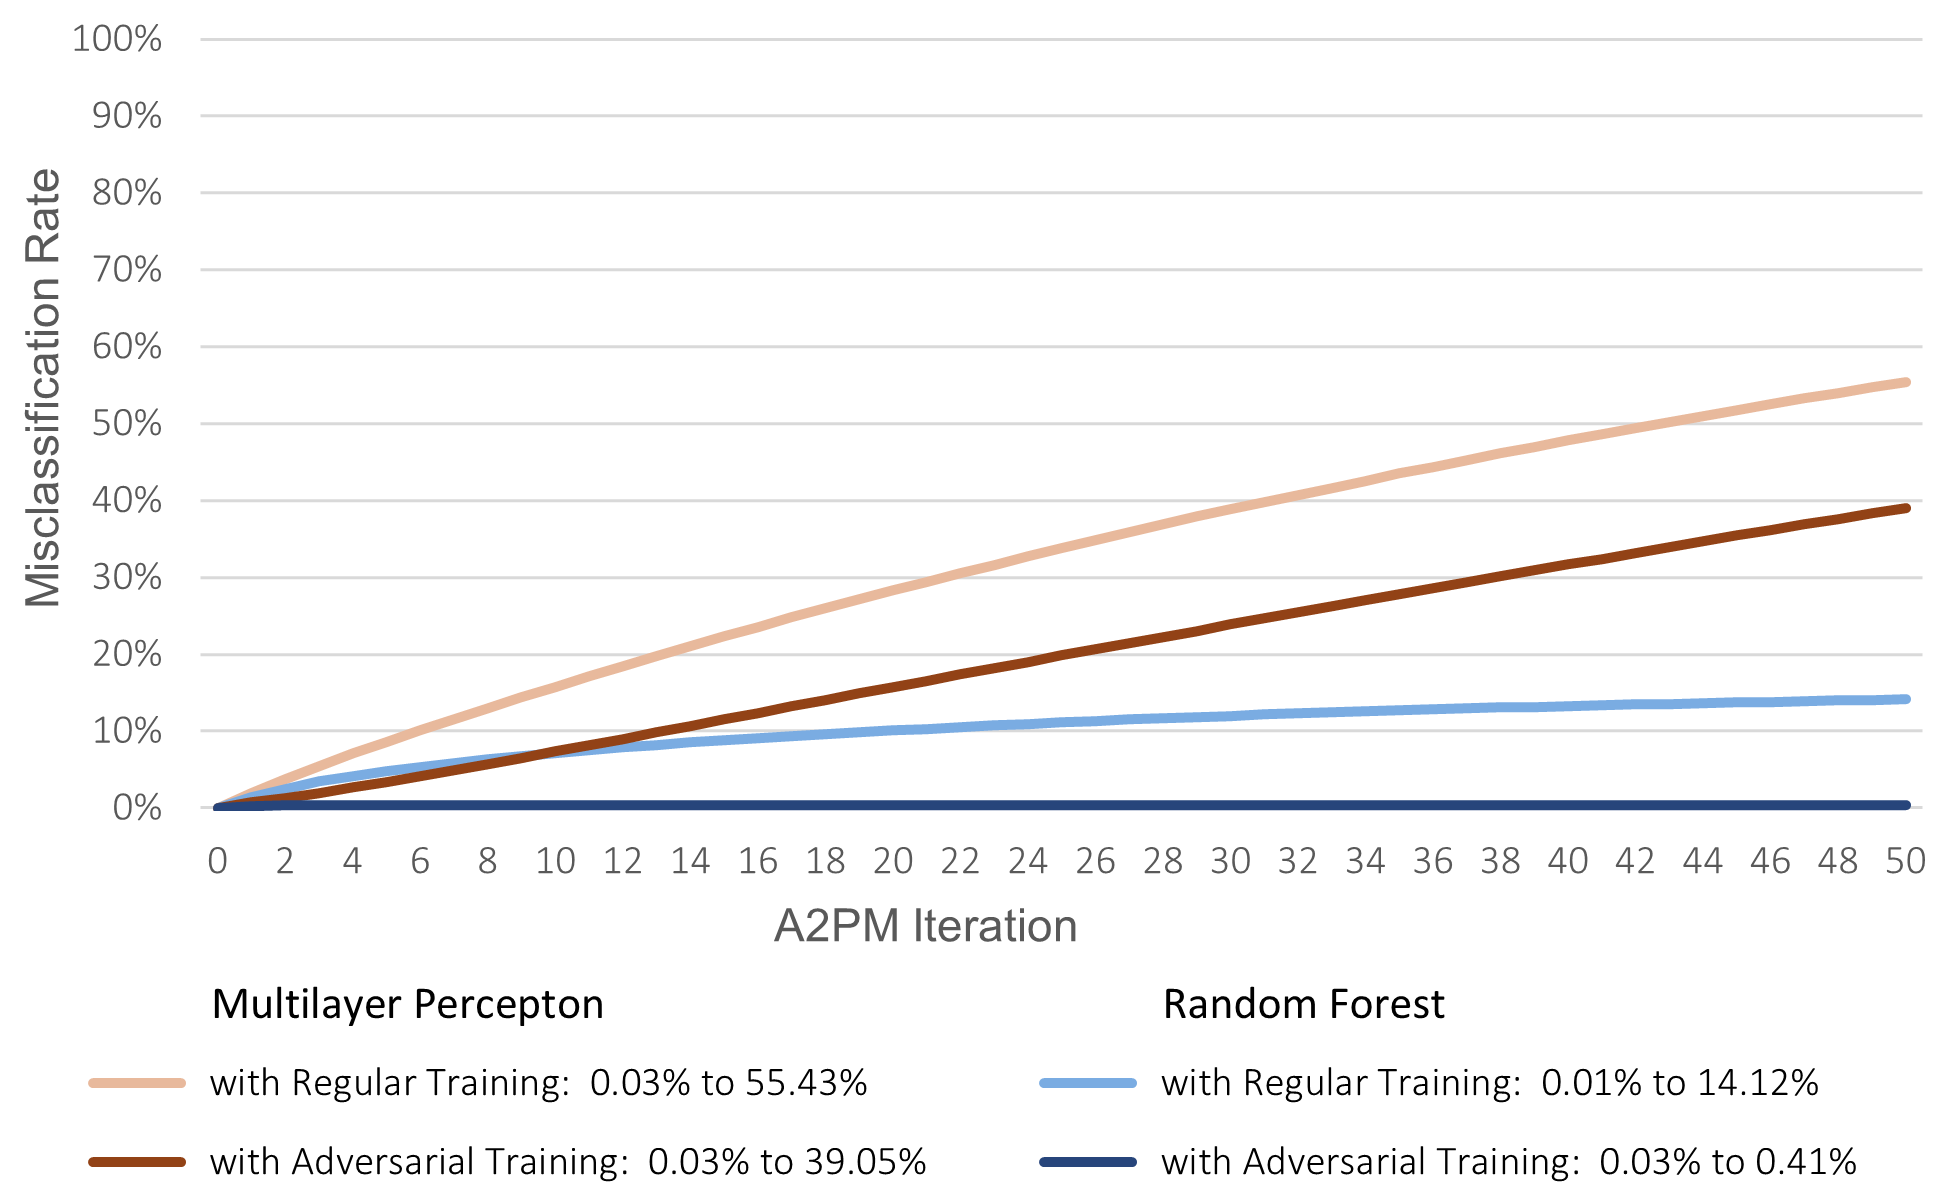 100%
90%
80%
70%
60%
50%
40%
30%
20%
10%
0%
Misclassification Rate
0 2 4 6 8 10 12 14 16 18 20 22 24 26 28 30 32 34 36 38 40 42 44 46 48 50
A2PM Iteration
Multilayer Percepton
with Regular Training: 0.03% to 55.43%
with Adversarial Training: 0.03% to 39.05%
Random Forest
with Regular Training: 0.01% to 14.12%
with Adversarial Training: 0.03% to 0.41%